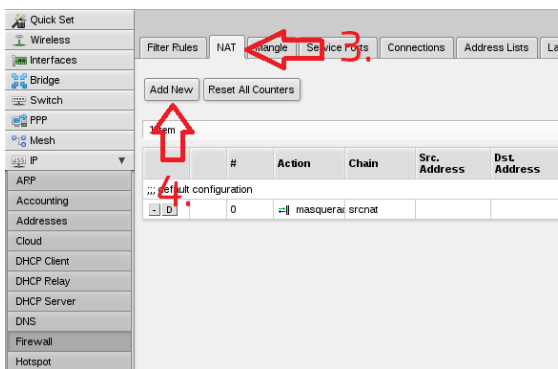 Quick Set
Wireless
Interfaces
Bridge
Switch
PPP
Mesh
IP
ARP
Accounting
Addresses
Cloud
DHCP Client
DHCP Relay
DHCP Server
DNS
Firewall
Hotspot
Filter Rules NAT Mangle Service Ports Connections Address Lists La
3.
Add New Reset All Counters
1 item
4.
# Action Chain Src. Address Dst. Address
;;; default configuration
- D 0 masquerad srcnat